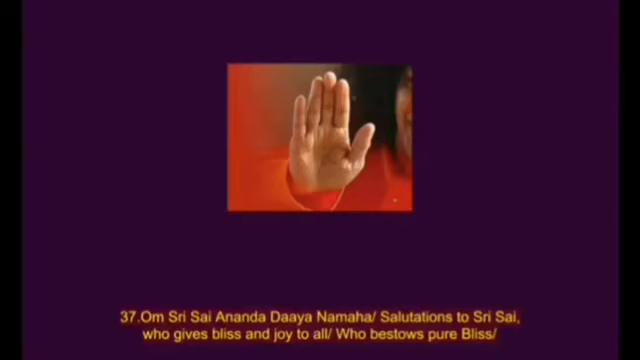 37.Om Sri Sai Ananda Daaya Namaha/ Salutations to Sri Sai,
who gives bliss and joy to all/ Who bestows pure Bliss/